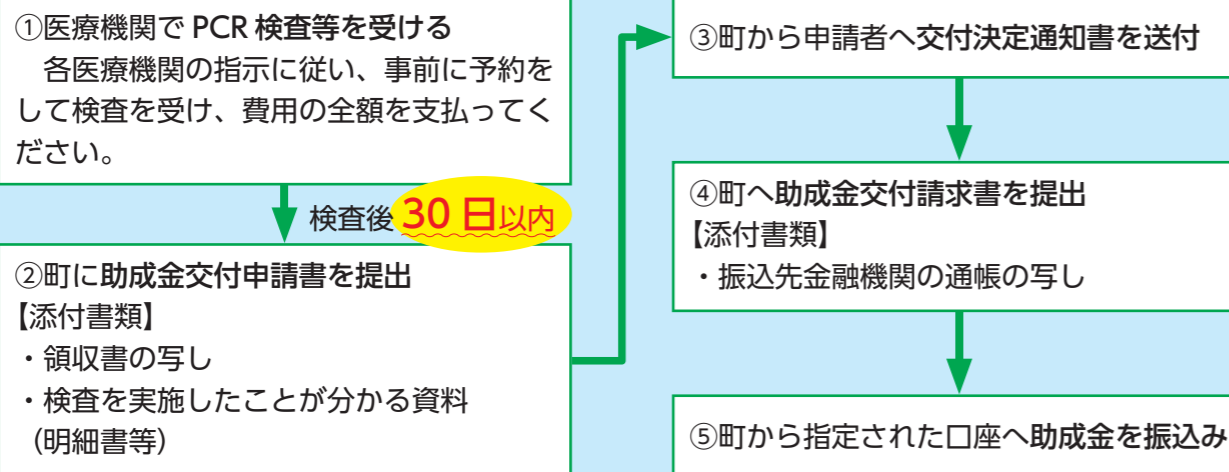 ①医療機関で PCR 検査等を受ける
　各医療機関の指示に従い、事前に予約を
して検査を受け、費用の全額を支払ってく
ださい。
検査後 30 日以内
②町に助成金交付申請書を提出
【添付書類】
・領収書の写し
・検査を実施したことが分かる資料
（明細書等）
③町から申請者へ交付決定通知書を送付
④町へ助成金交付請求書を提出
【添付書類】
・振込先金融機関の通帳の写し
⑤町から指定された口座へ助成金を振込み